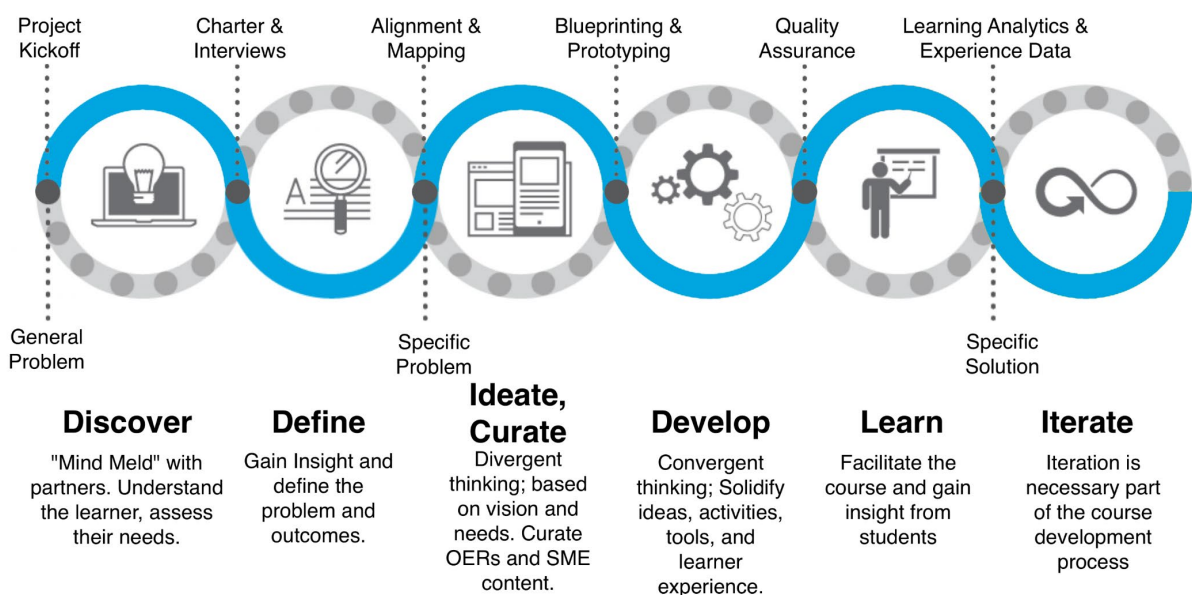 Project
Kickoff
Charter &
Interviews
Alignment &
Mapping
Blueprinting &
Prototyping
Quality
Assurance
Learning Analytics &
Experience Data
A
General
Problem
Specific
Problem
Specific
Solution
Discover
"Mind Meld" with
partners. Understand
the learner, assess
their needs.
Define
Gain Insight and
define the
problem and
outcomes.
Ideate,
Curate
Divergent
thinking; based
on vision and
needs. Curate
OERs and SME
content.
Develop
Convergent
thinking; Solidify
ideas, activities,
tools, and
learner
experience.
Learn
Facilitate the
course and gain
insight from
students
Iterate
Iteration is
necessary part
of the course
development
process